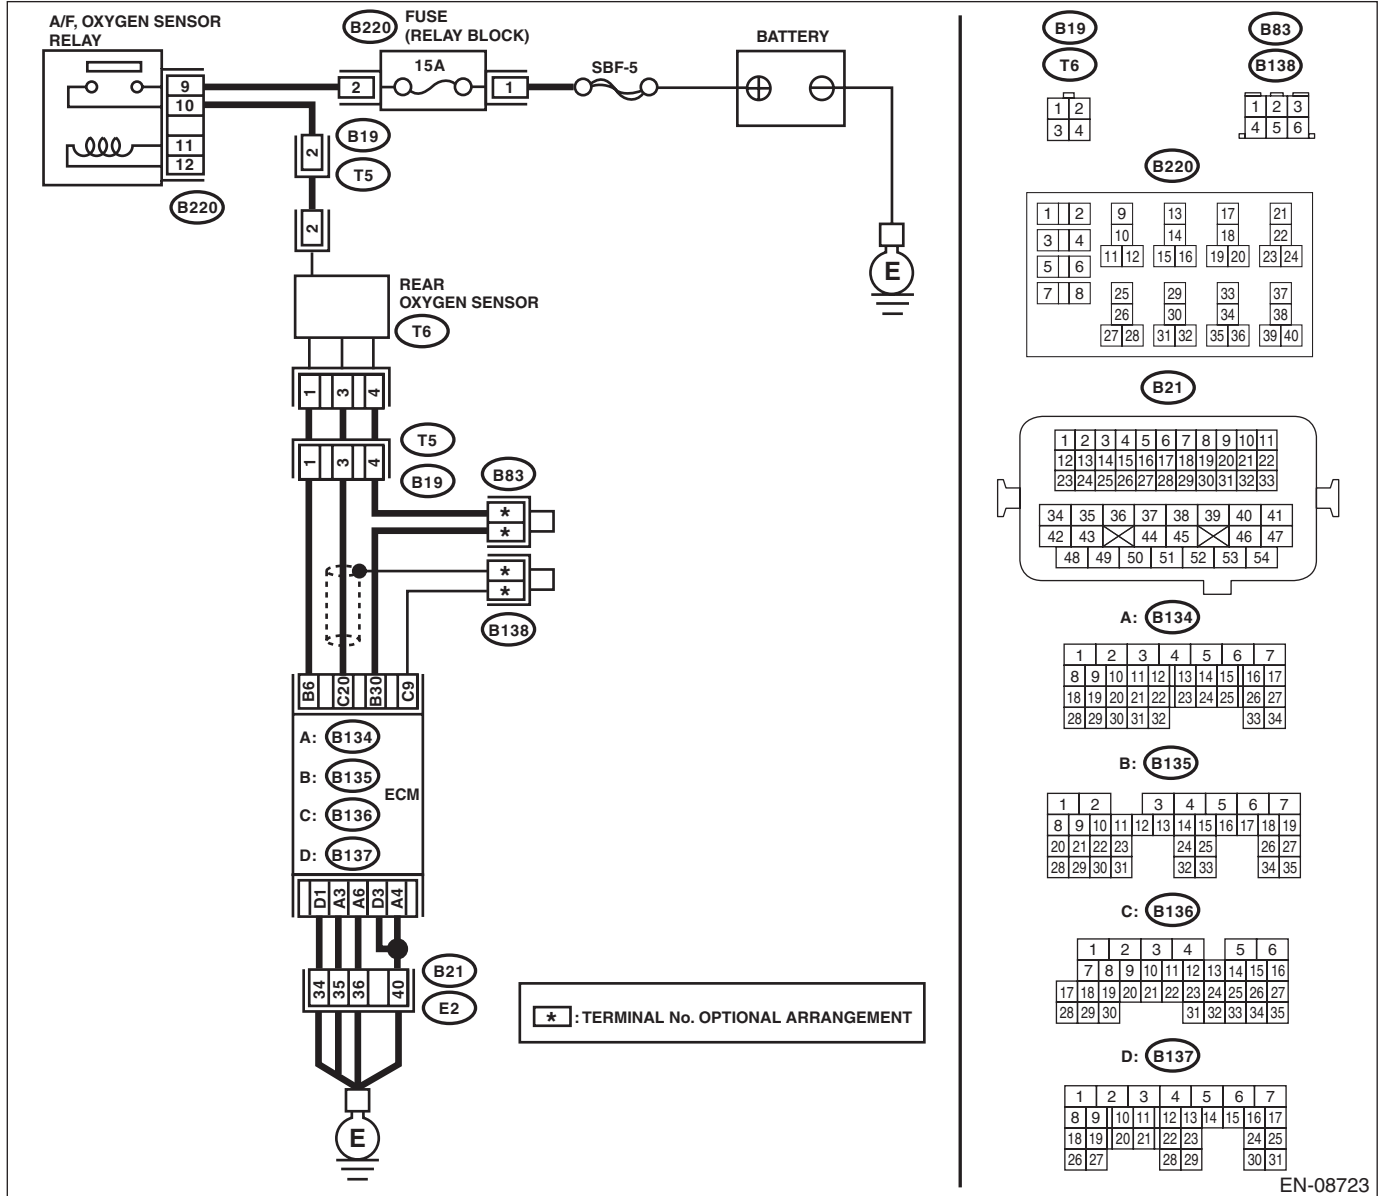 A/F, OXYGEN SENSOR
RELAY
9
10
11
12
B220
B220
FUSE
(RELAY BLOCK)
15A
2
1
SBF-5
BATTERY
E
2
B19
T5
2
REAR
OXYGEN SENSOR
T6
1 3 4
T5
1 3 4
B19
B83
*
*
*
*
B138
B6 C20 B30 C9
A: B134
B: B135
ECM
C: B136
D: B137
D1 A3 A6 D3 A4
34 35 36 40
B21
E2
E
* : TERMINAL No. OPTIONAL ARRANGEMENT
B19
T6
1 2
3 4
B83
B138
1 2 3
4 5 6
B220
1 2 9 13 17 21
3 4 10 14 18 22
5 6 11 12 15 16 19 20 23 24
7 8 25 29 33 37
26 30 34 38
27 28 31 32 35 36 39 40
B21
1 2 3 4 5 6 7 8 9 10 11
12 13 14 15 16 17 18 19 20 21 22
23 24 25 26 27 28 29 30 31 32 33
34 35 36 37 38 39 40 41
42 43 44 45 46 47
48 49 50 51 52 53 54
A: B134
1 2 3 4 5 6 7
8 9 10 11 12 13 14 15 16 17
18 19 20 21 22 23 24 25 26 27
28 29 30 31 32 33 34
B: B135
1 2 3 4 5 6 7
8 9 10 11 12 13 14 15 16 17 18 19
20 21 22 23 24 25 26 27
28 29 30 31 32 33 34 35
C: B136
1 2 3 4 5 6
7 8 9 10 11 12 13 14 15 16
17 18 19 20 21 22 23 24 25 26 27
28 29 30 31 32 33 34 35
D: B137
1 2 3 4 5 6 7
8 9 10 11 12 13 14 15 16 17
18 19 20 21 22 23 24 25
26 27 28 29 30 31
EN-08723